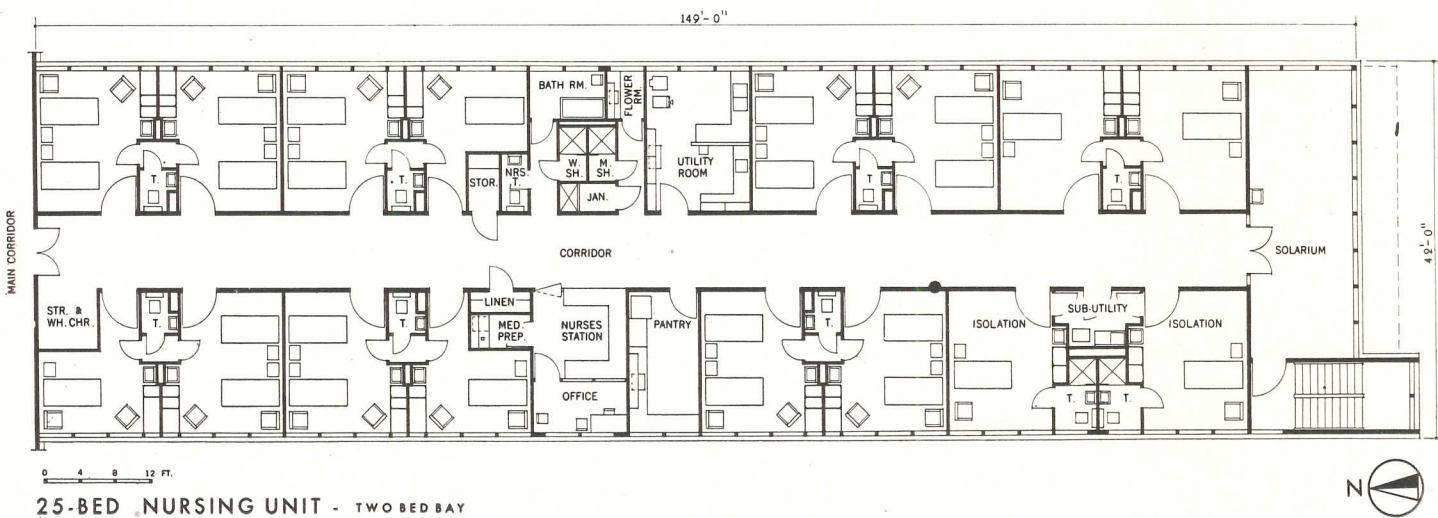 149'-0"
BATH RM.
FLOWER RM.
T.
T.
STOR.
NRS. T.
W. SH.
M. SH.
JAN.
UTILITY ROOM
T.
T.
MAIN CORRIDOR
CORRIDOR
SOLARIUM
42'-0"
STR. & WH. CHR.
T.
T.
LINEN
MED. PREP.
NURSES STATION
OFFICE
PANTRY
T.
ISOLATION
SUB-UTILITY
ISOLATION
T.
T.
0 4 8 12 FT.
25-BED NURSING UNIT - TWO BED BAY
N